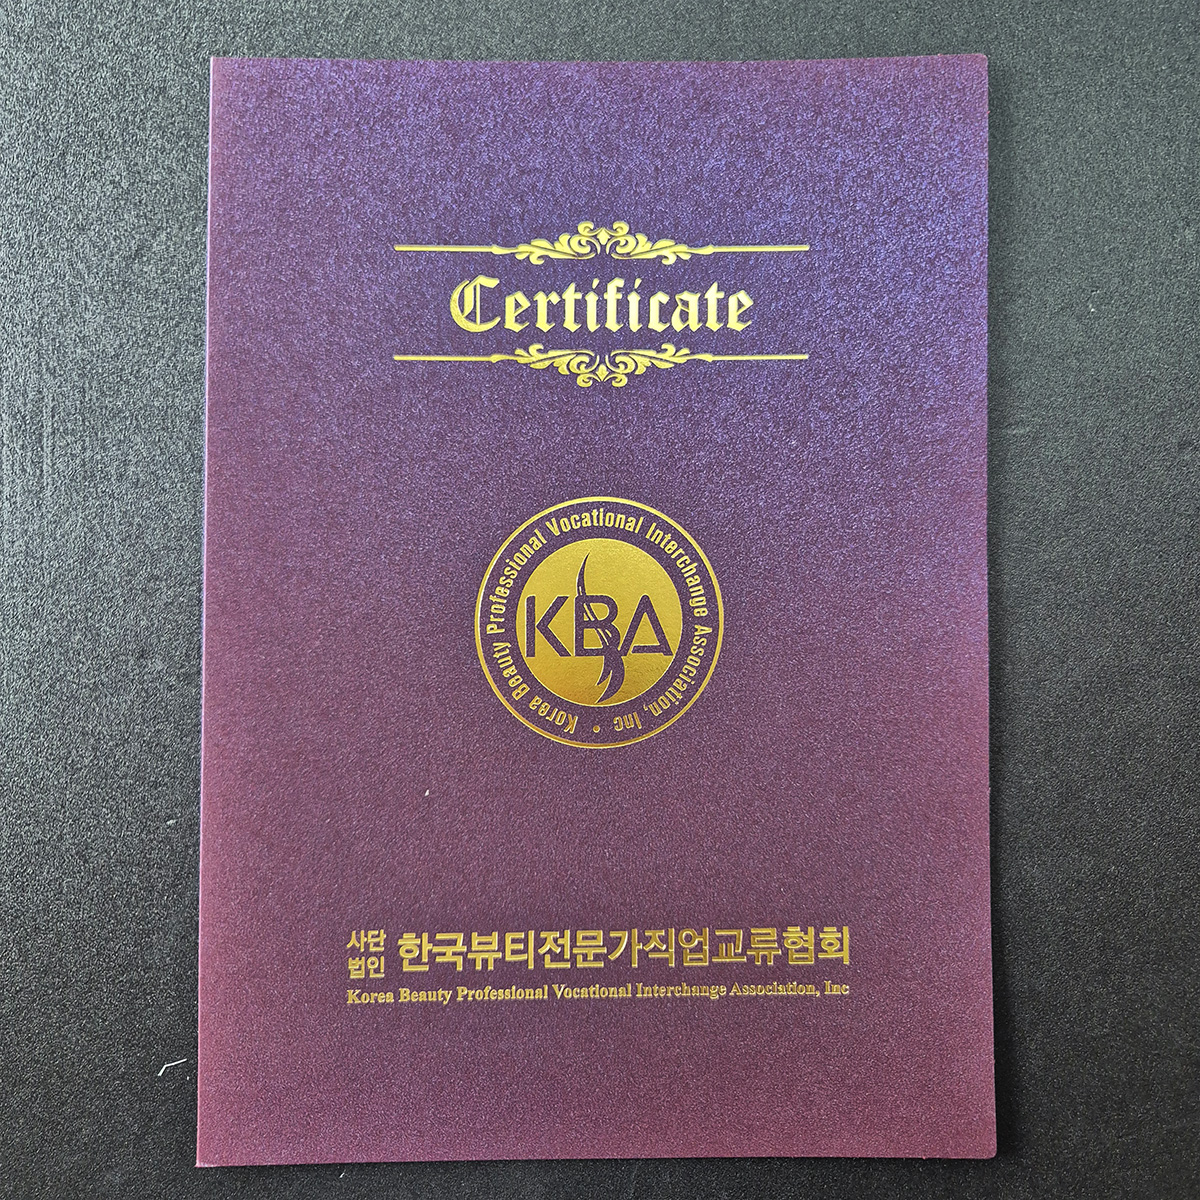 Certificate
Korea Beauty Professional Vocational Interchange Association, Inc •
KBA
사단
법인
한국뷰티전문가직업교류협회
Korea Beauty Professional Vocational Interchange Association, Inc